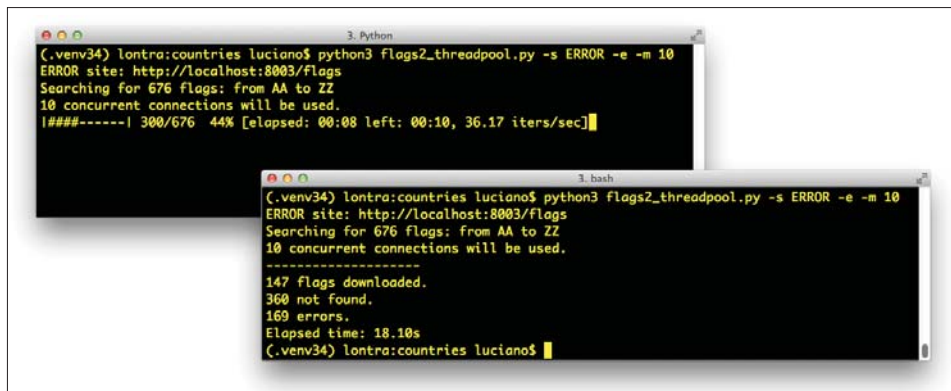 3. Python
(.venv34) lontra:countries luciano$ python3 flags2_threadpool.py -s ERROR -e -m 10
ERROR site: http://localhost:8003/flags
Searching for 676 flags: from AA to ZZ
10 concurrent connections will be used.
|####------| 300/676  44% [elapsed: 00:08 left: 00:10, 36.17 iters/sec]
3. bash
(.venv34) lontra:countries luciano$ python3 flags2_threadpool.py -s ERROR -e -m 10
ERROR site: http://localhost:8003/flags
Searching for 676 flags: from AA to ZZ
10 concurrent connections will be used.
--------------------
147 flags downloaded.
360 not found.
169 errors.
Elapsed time: 18.10s
(.venv34) lontra:countries luciano$